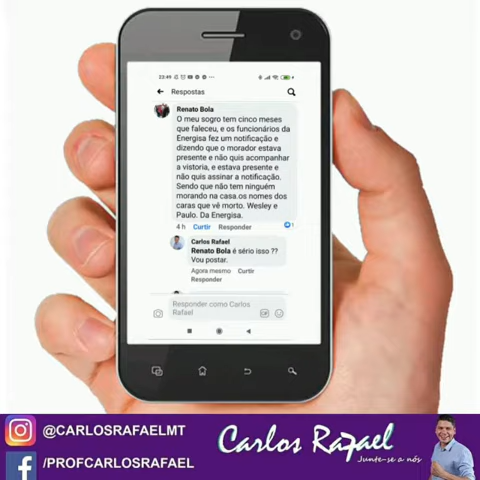 23:49
Respostas
Renato Bola
O meu sogro tem cinco meses
que faleceu, e os funcionários da
Energisa fez um notificação e
dizendo que o morador estava
presente e não quis acompanhar
a vistoria, e estava presente e
não quis assinar a notificação.
Sendo que não tem ninguém
morando na casa.os nomes dos
caras que vê morto. Wesley e
Paulo. Da Energisa.
4 h Curtir Responder
1
Carlos Rafael
Renato Bola é sério isso ??
Vou postar.
Agora mesmo Curtir
Responder
Responder como Carlos
Rafael
GIF
@CARLOSRAFAELMT
/PROFCARLOSRAFAEL
Carlos Rafael
Junte-se a nós